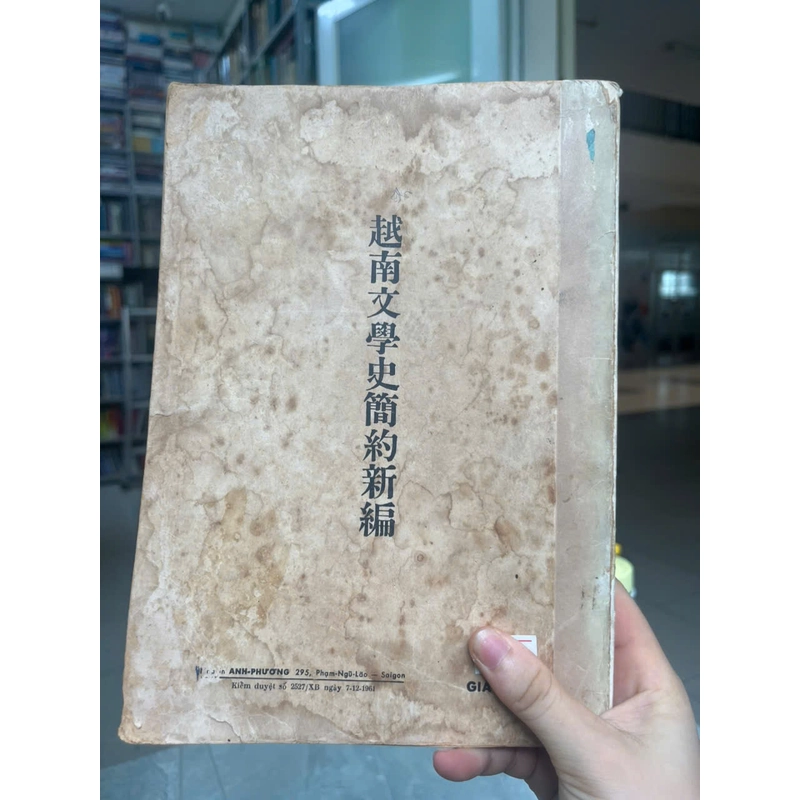 越南文學史簡約新編
ANH-PHƯƠNG 295, Phạm-Ngũ-Lão — Saigon
Kiểm duyệt số 2527/XB ngày 7-12-1961
GIA